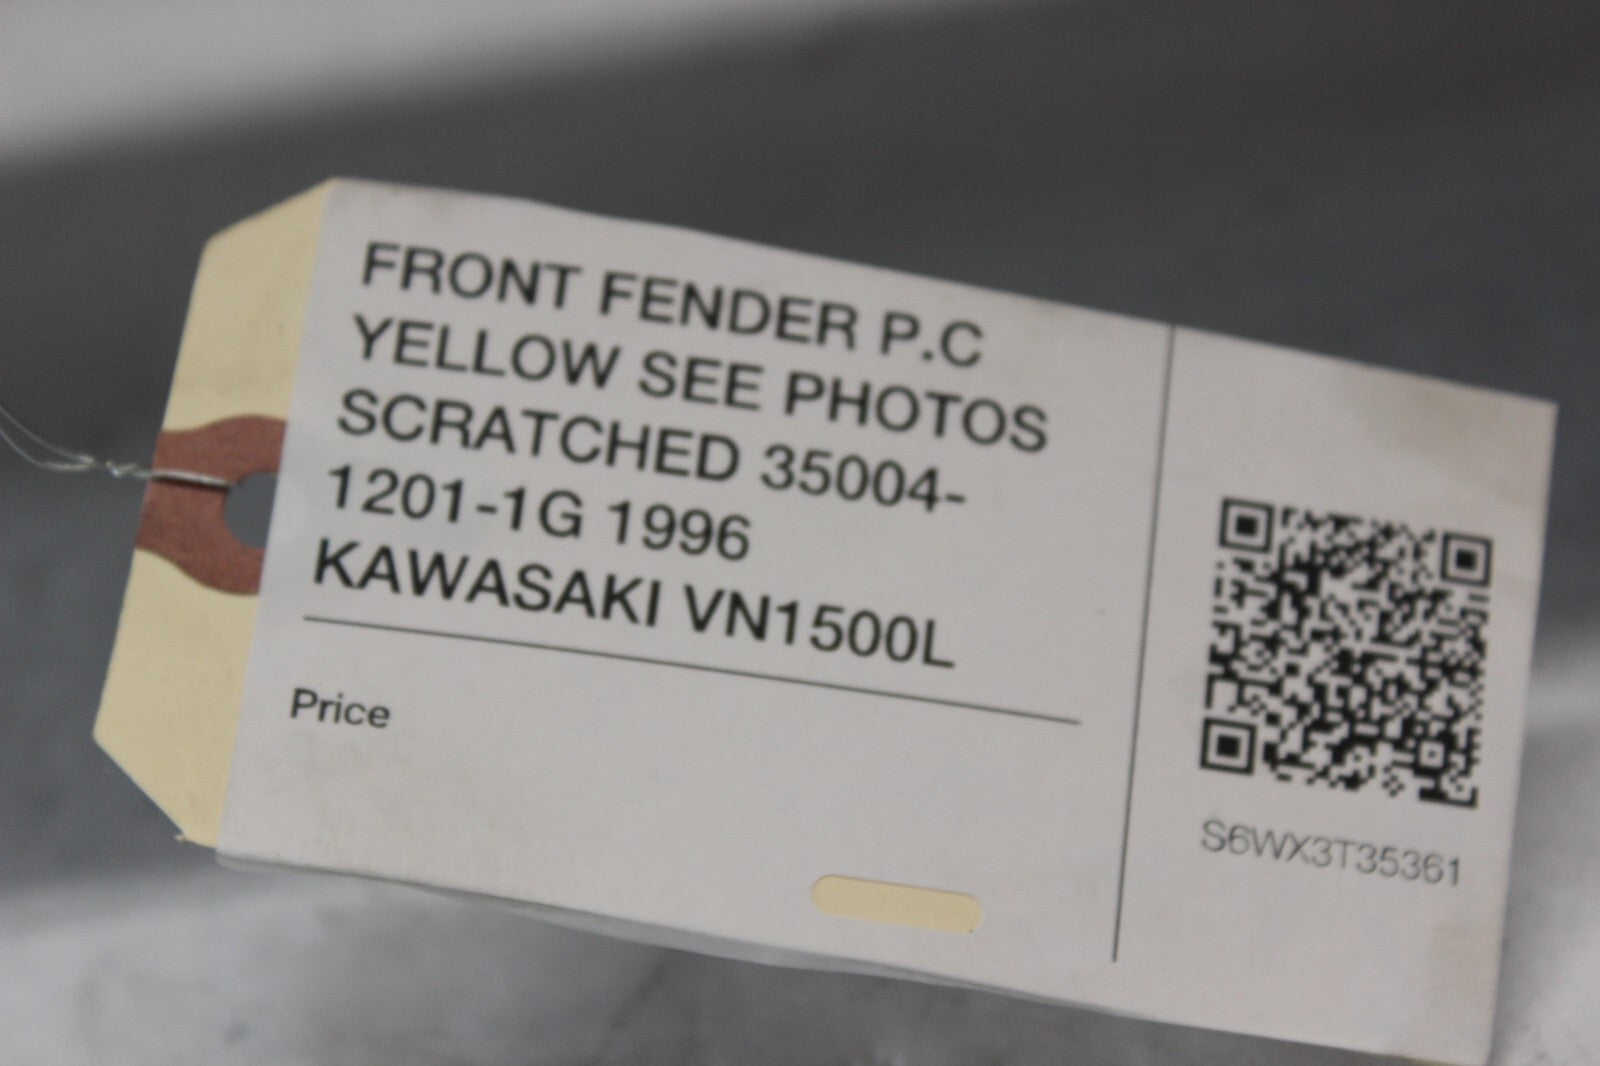 FRONT FENDER P.C
YELLOW SEE PHOTOS
SCRATCHED 35004-
1201-1G 1996
KAWASAKI VN1500L
Price
S6WX3T35361